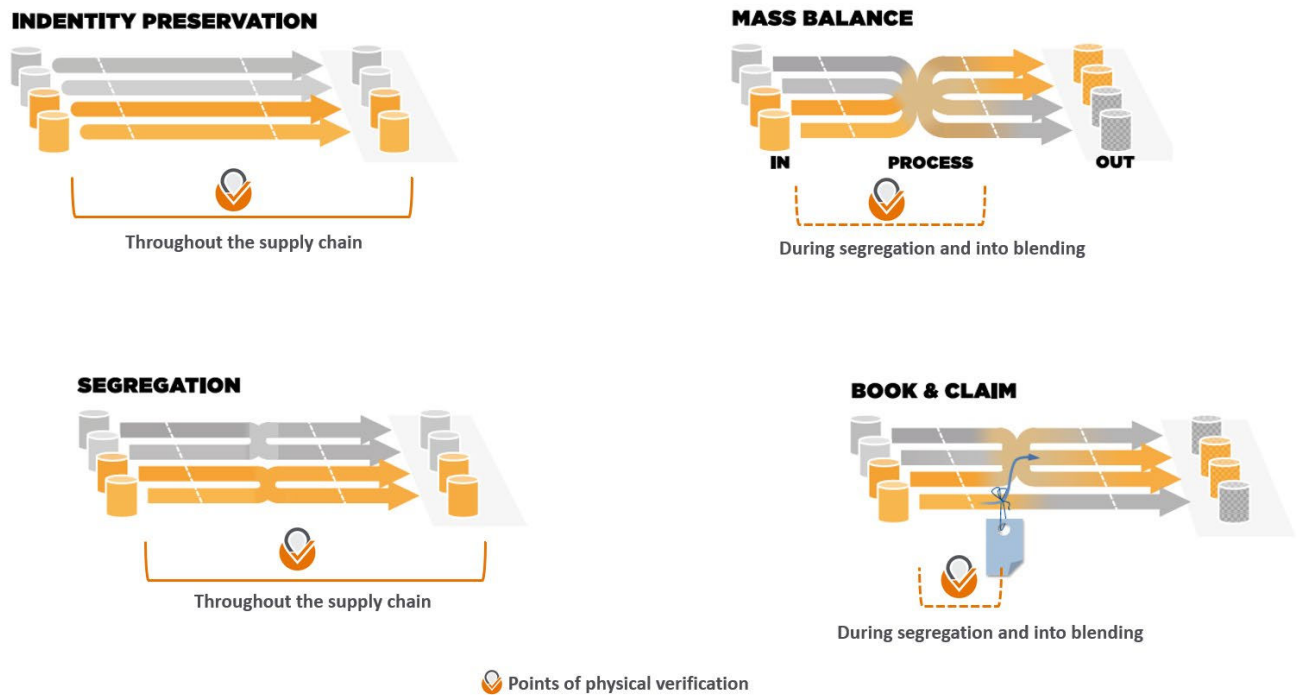 INDENTITY PRESERVATION
Throughout the supply chain
MASS BALANCE
IN
PROCESS
OUT
During segregation and into blending
SEGREGATION
Throughout the supply chain
BOOK & CLAIM
During segregation and into blending
Points of physical verification